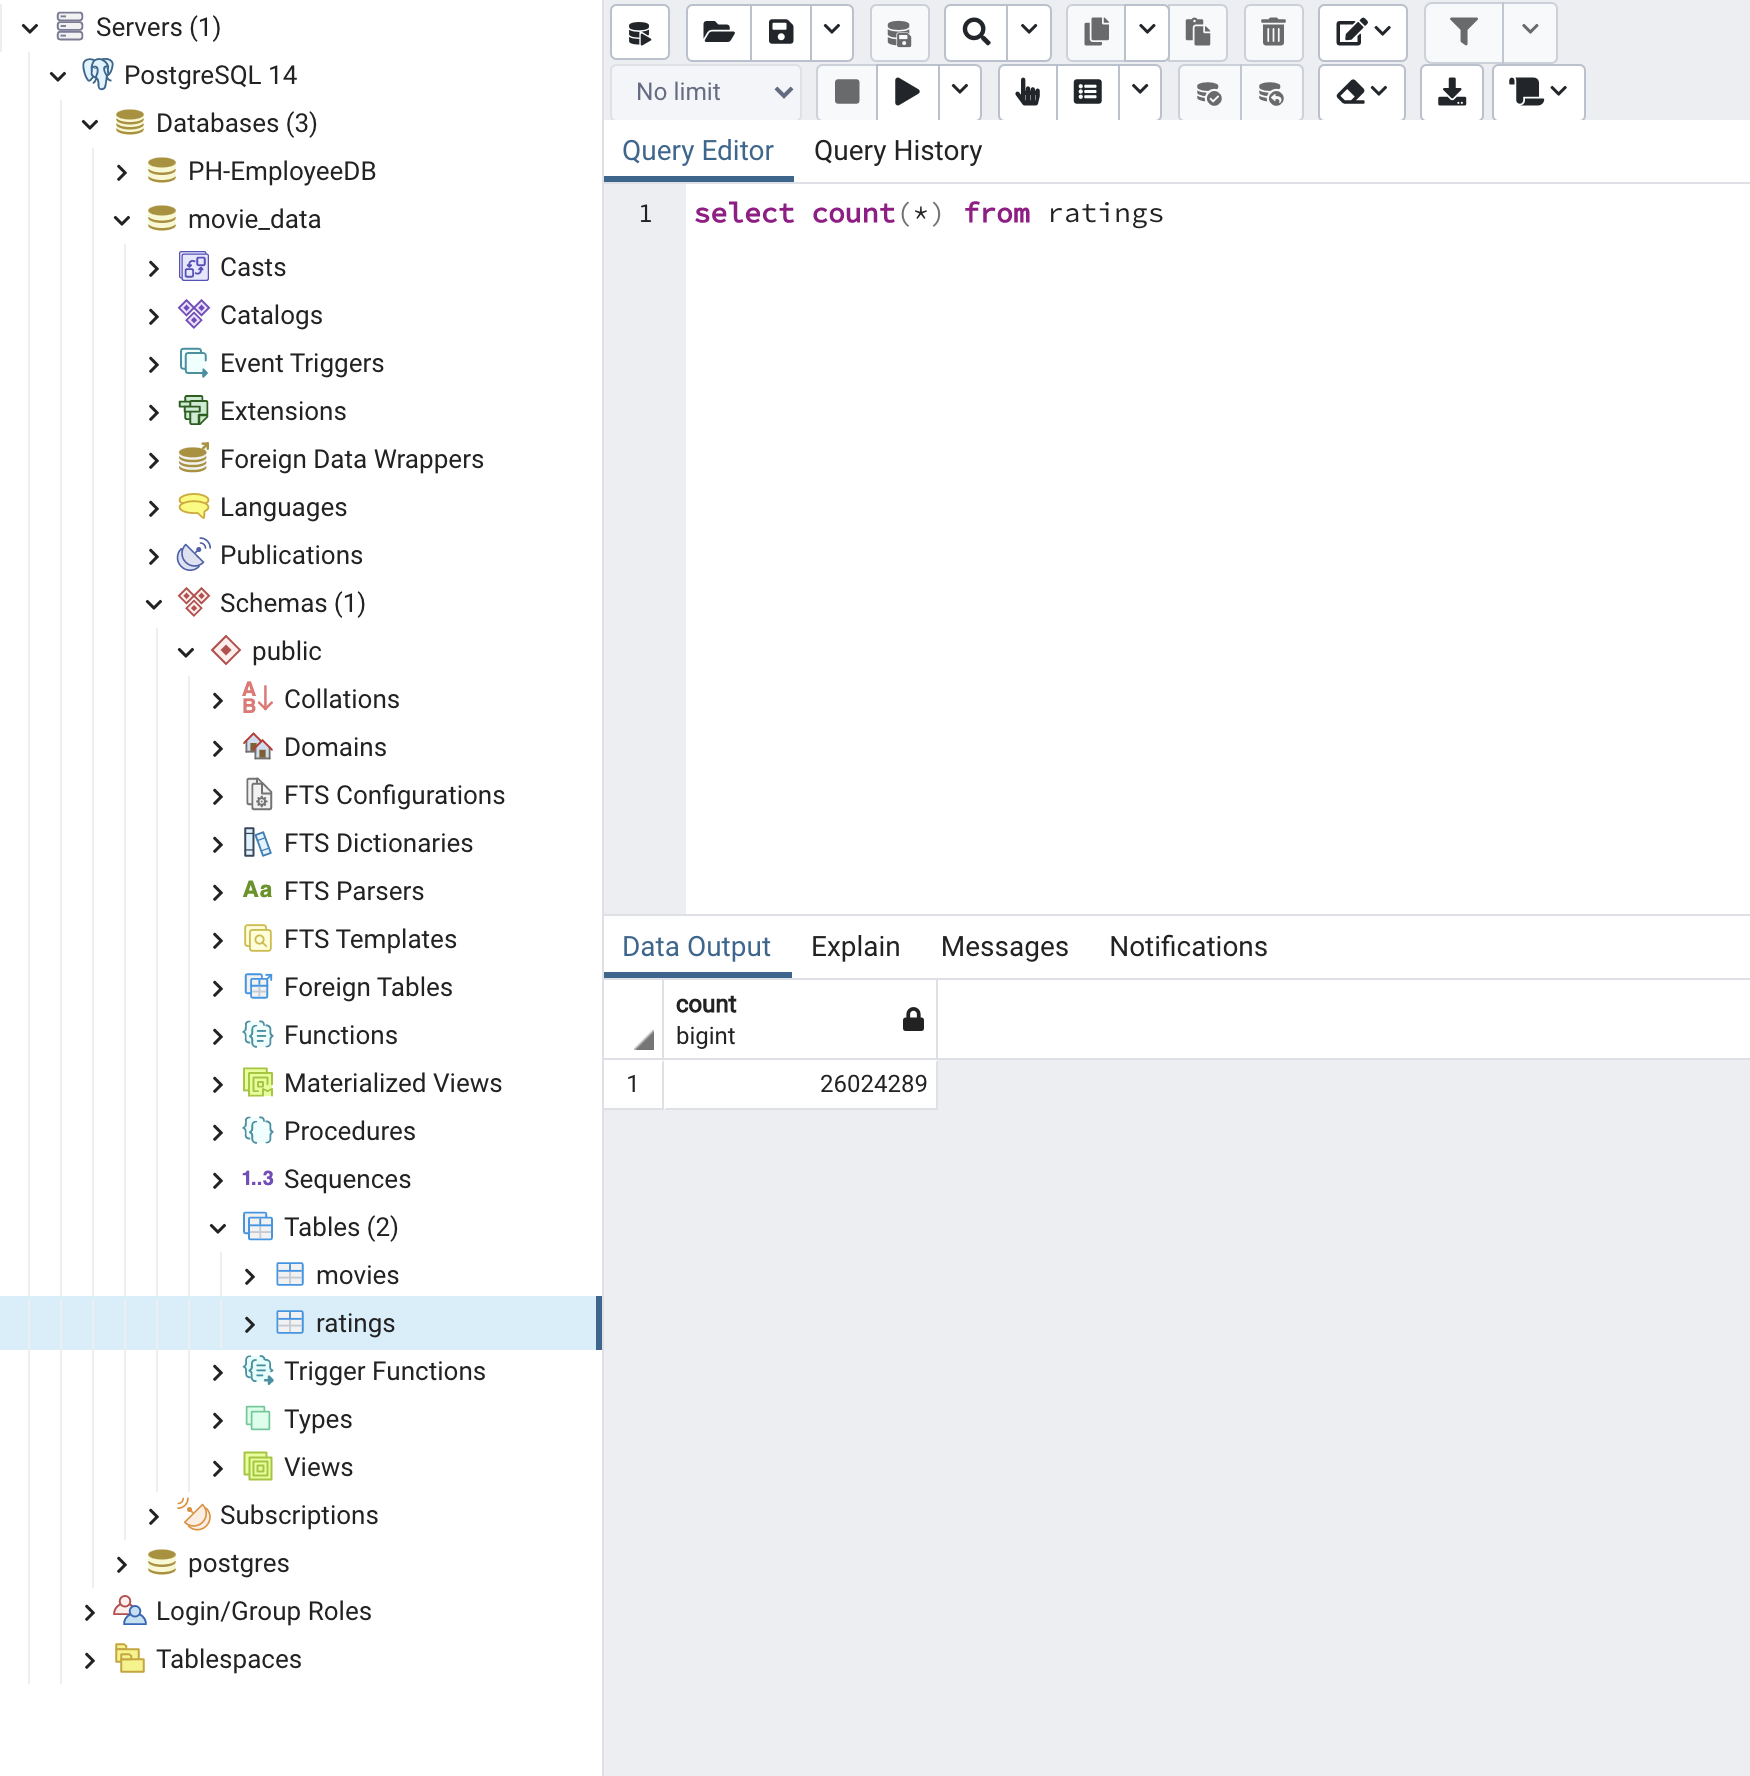 Servers (1)
PostgreSQL 14
Databases (3)
PH-EmployeeDB
movie_data
Casts
Catalogs
Event Triggers
Extensions
Foreign Data Wrappers
Languages
Publications
Schemas (1)
public
Collations
Domains
FTS Configurations
FTS Dictionaries
Aa FTS Parsers
FTS Templates
Foreign Tables
Functions
Materialized Views
Procedures
1..3 Sequences
Tables (2)
movies
ratings
Trigger Functions
Types
Views
Subscriptions
postgres
Login/Group Roles
Tablespaces
No limit
Query Editor Query History
1 select count(*) from ratings
Data Output Explain Messages Notifications
count
bigint
1 26024289